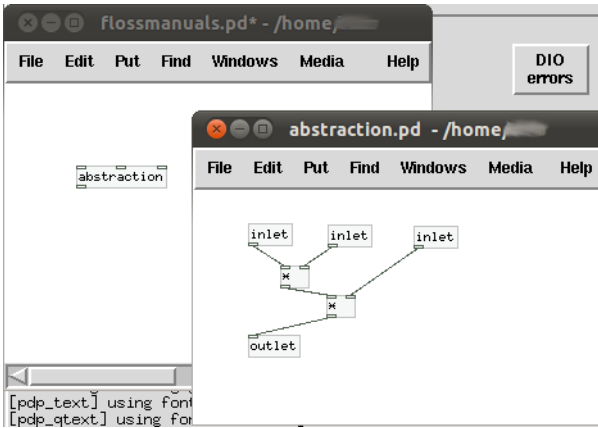 flossmanuals.pd* - /home/
File Edit Put Find Windows Media Help
DIO
errors
abstraction
abstraction.pd - /home/
File Edit Put Find Windows Media Help
inlet inlet inlet
*
*
outlet
[pdp_text] using font
[pdp_qtext] using for